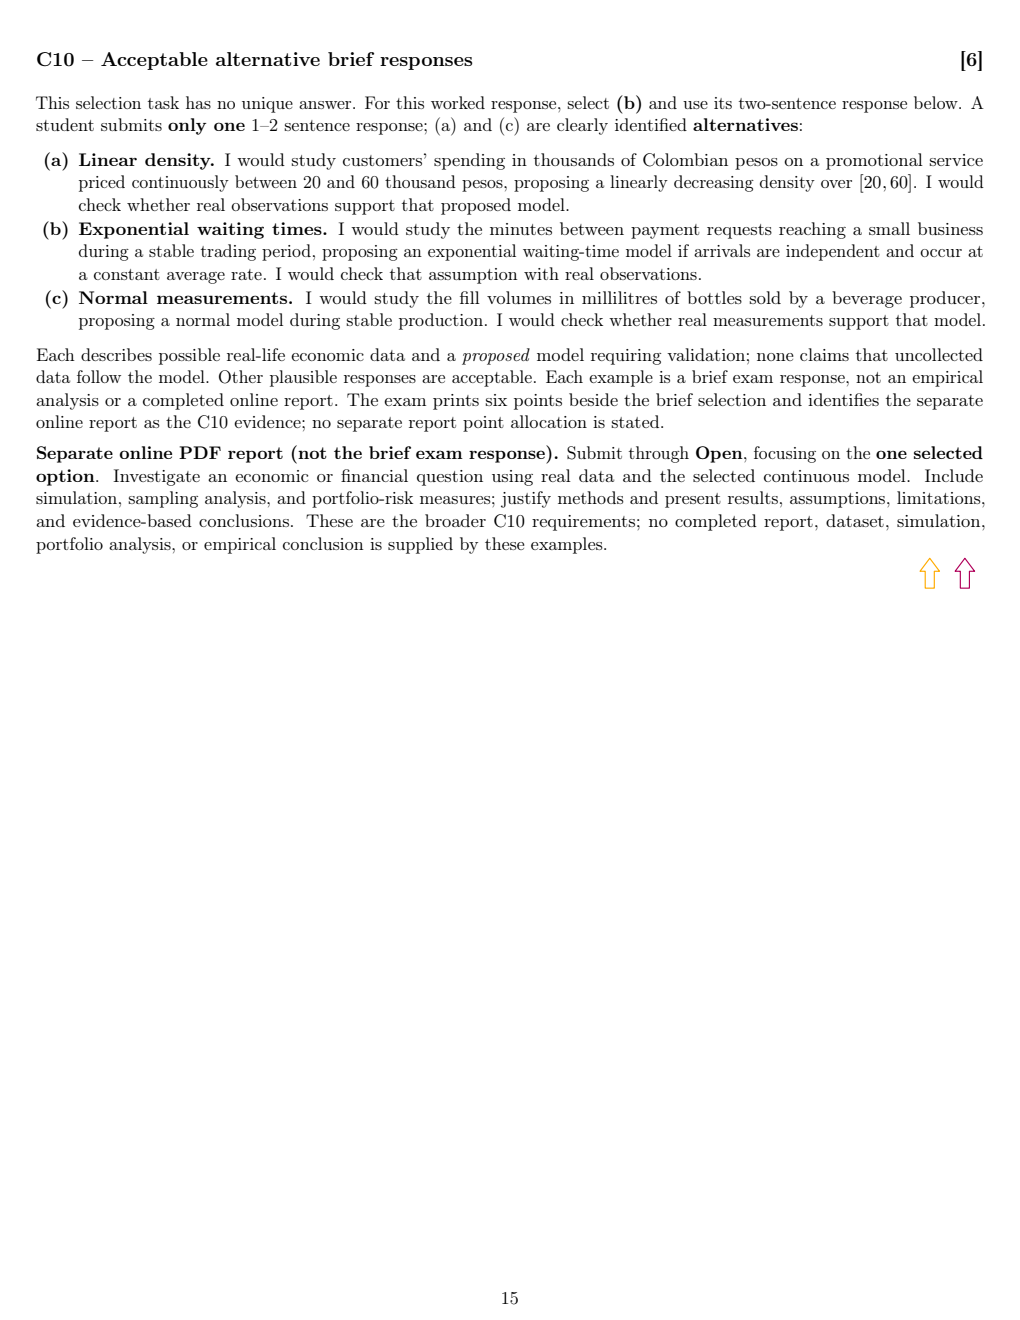 C10 – Acceptable alternative brief responses [6]
This selection task has no unique answer. For this worked response, select (b) and use its two-sentence response below. A
student submits only one 1–2 sentence response; (a) and (c) are clearly identified alternatives:
(a) Linear density. I would study customers' spending in thousands of Colombian pesos on a promotional service
priced continuously between 20 and 60 thousand pesos, proposing a linearly decreasing density over [20, 60]. I would
check whether real observations support that proposed model.
(b) Exponential waiting times. I would study the minutes between payment requests reaching a small business
during a stable trading period, proposing an exponential waiting-time model if arrivals are independent and occur at
a constant average rate. I would check that assumption with real observations.
(c) Normal measurements. I would study the fill volumes in millilitres of bottles sold by a beverage producer,
proposing a normal model during stable production. I would check whether real measurements support that model.
Each describes possible real-life economic data and a proposed model requiring validation; none claims that uncollected
data follow the model. Other plausible responses are acceptable. Each example is a brief exam response, not an empirical
analysis or a completed online report. The exam prints six points beside the brief selection and identifies the separate
online report as the C10 evidence; no separate report point allocation is stated.
Separate online PDF report (not the brief exam response). Submit through Open, focusing on the one selected
option. Investigate an economic or financial question using real data and the selected continuous model. Include
simulation, sampling analysis, and portfolio-risk measures; justify methods and present results, assumptions, limitations,
and evidence-based conclusions. These are the broader C10 requirements; no completed report, dataset, simulation,
portfolio analysis, or empirical conclusion is supplied by these examples.
15